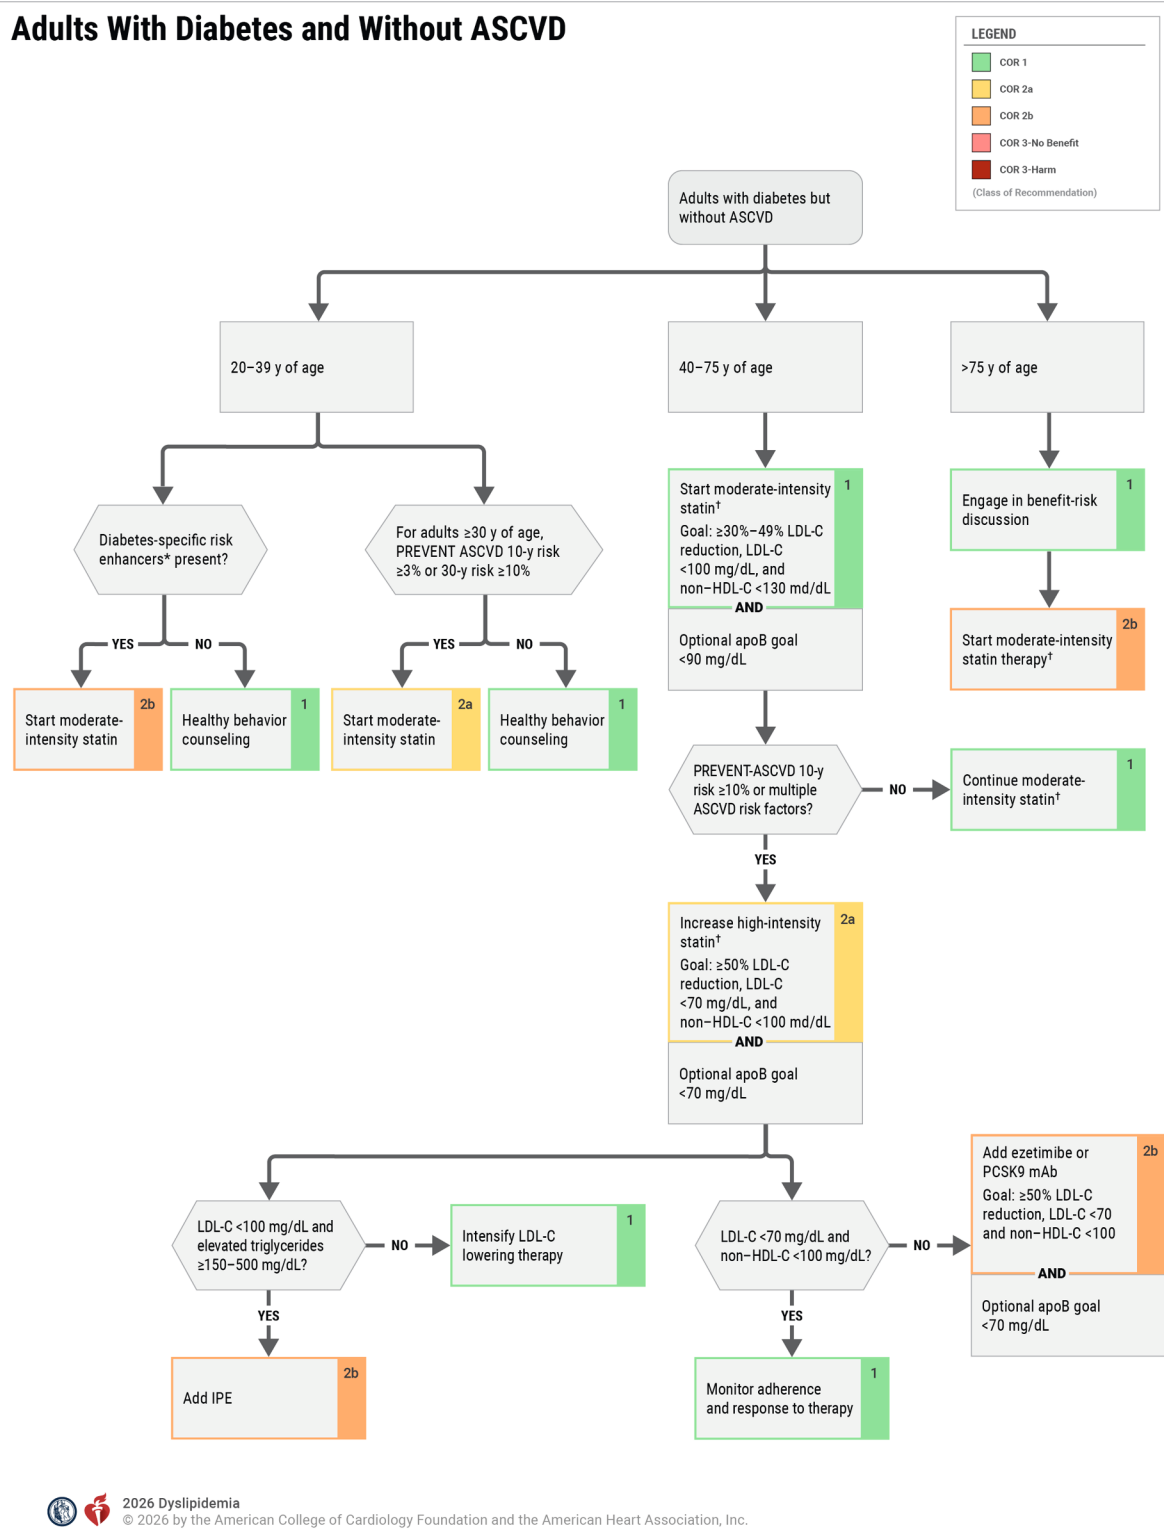 Adults With Diabetes and Without ASCVD
LEGEND
COR 1
COR 2a
COR 2b
COR 3-No Benefit
COR 3-Harm
(Class of Recommendation)
Adults with diabetes but
without ASCVD
20–39 y of age
40–75 y of age
>75 y of age
Diabetes-specific risk
enhancers* present?
For adults ≥30 y of age,
PREVENT ASCVD 10-y risk
≥3% or 30-y risk ≥10%
YES
NO
YES
NO
Start moderate-
intensity statin
2b
Healthy behavior
counseling
1
Start moderate-
intensity statin
2a
Healthy behavior
counseling
1
Start moderate-intensity
statin†
Goal: ≥30%–49% LDL-C
reduction, LDL-C
<100 mg/dL, and
non–HDL-C <130 md/dL
1
AND
Optional apoB goal
<90 mg/dL
Engage in benefit-risk
discussion
1
Start moderate-intensity
statin therapy†
2b
PREVENT-ASCVD 10-y
risk ≥10% or multiple
ASCVD risk factors?
NO
Continue moderate-
intensity statin†
1
YES
Increase high-intensity
statin†
Goal: ≥50% LDL-C
reduction, LDL-C
<70 mg/dL, and
non–HDL-C <100 md/dL
2a
AND
Optional apoB goal
<70 mg/dL
LDL-C <100 mg/dL and
elevated triglycerides
≥150–500 mg/dL?
NO
Intensify LDL-C
lowering therapy
1
YES
Add IPE
2b
LDL-C <70 mg/dL and
non–HDL-C <100 mg/dL?
NO
Add ezetimibe or
PCSK9 mAb
Goal: ≥50% LDL-C
reduction, LDL-C <70
and non–HDL-C <100
2b
AND
Optional apoB goal
<70 mg/dL
YES
Monitor adherence
and response to therapy
1
2026 Dyslipidemia
© 2026 by the American College of Cardiology Foundation and the American Heart Association, Inc.